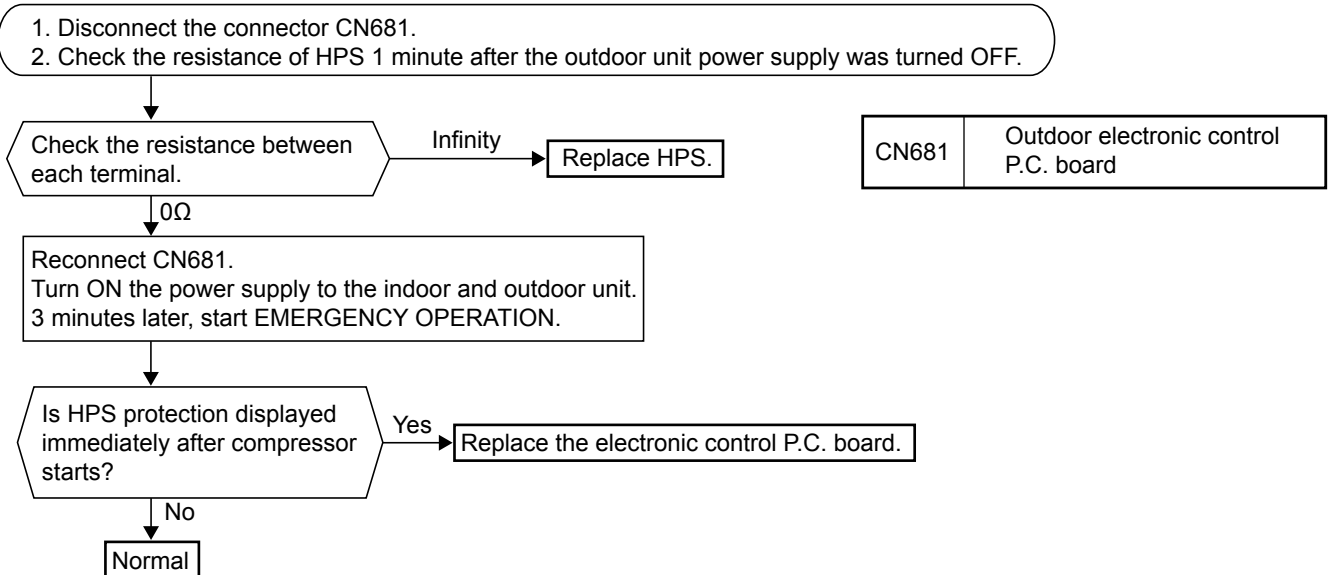 1. Disconnect the connector CN681.
2. Check the resistance of HPS 1 minute after the outdoor unit power supply was turned OFF.
Check the resistance between
each terminal.
Infinity
Replace HPS.
CN681
Outdoor electronic control
P.C. board
0Ω
Reconnect CN681.
Turn ON the power supply to the indoor and outdoor unit.
3 minutes later, start EMERGENCY OPERATION.
Is HPS protection displayed
immediately after compressor
starts?
Yes
Replace the electronic control P.C. board.
No
Normal